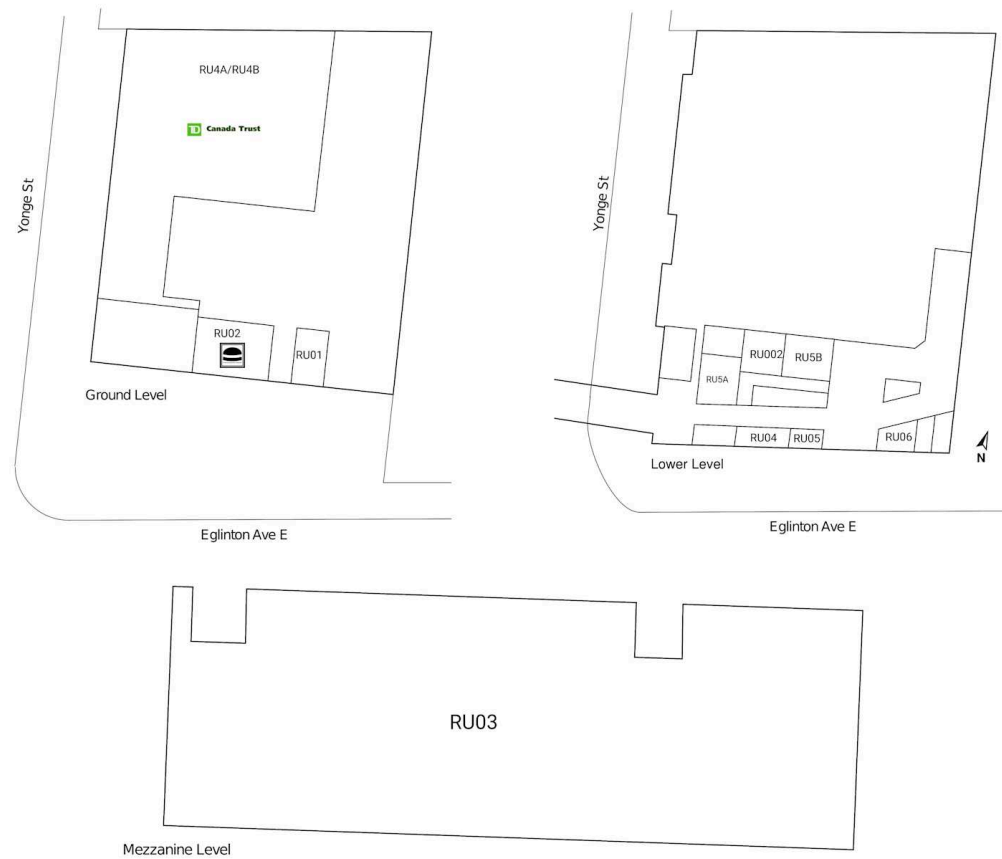 RU4A/RU4B
TD Canada Trust
Yonge St
RU02
RU01
Ground Level
Eglinton Ave E
Yonge St
RU002
RU5B
RU5A
RU04
RU05
RU06
Lower Level
N
Eglinton Ave E
RU03
Mezzanine Level